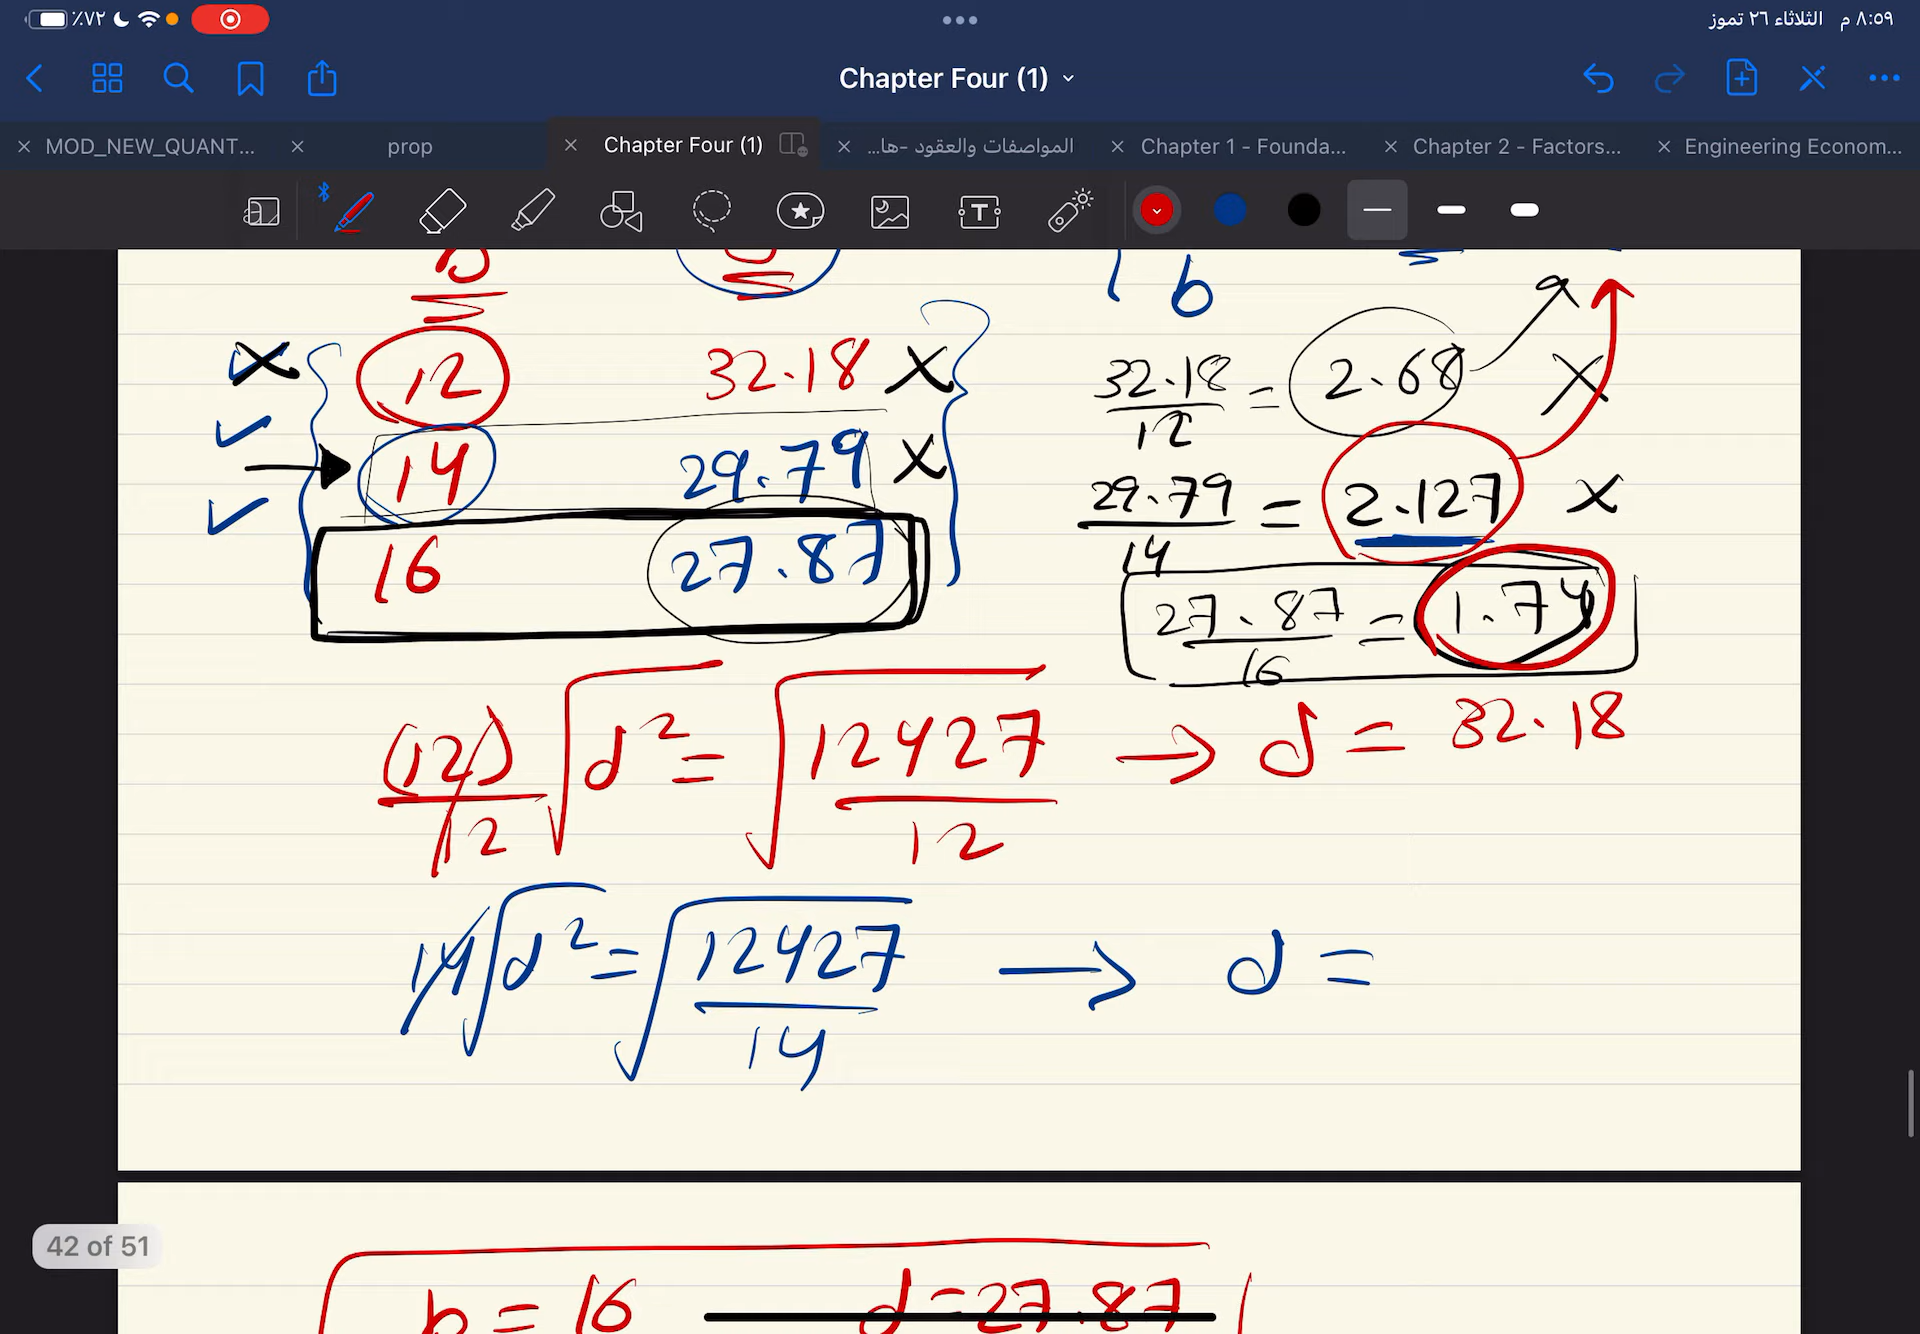 ٪٧٢
٨:٥٩ م الثلاثاء ٢٦ تموز
Chapter Four (1)
MOD_NEW_QUANT...
prop
Chapter Four (1)
المواصفات والعقود -ها...
Chapter 1 - Founda...
Chapter 2 - Factors...
Engineering Econom...
b
12 32.18 X
32.18/12 = 2.68 X
14 29.79 X
29.79/14 = 2.127 X
16 27.87
27.87/16 = 1.74
(12)/12 √d² = √12427/12 → d = 32.18
14 √d² = √12427/14 → d =
42 of 51
b = 16 d = 27.87